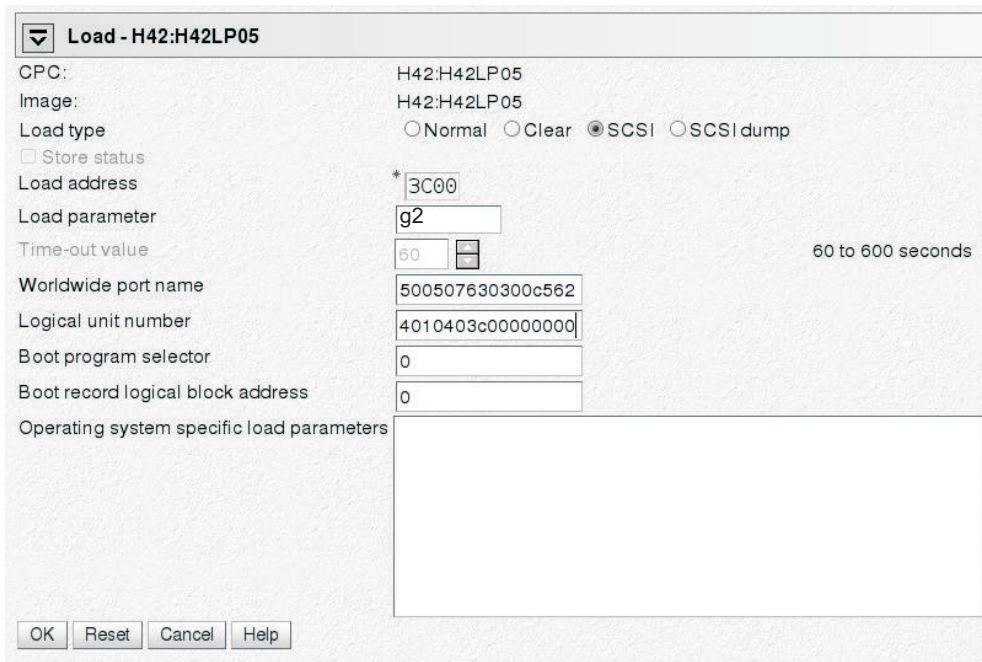 Load - H42:H42LP05
CPC: H42:H42LP05
Image: H42:H42LP05
Load type Normal Clear SCSI SCSI dump
Store status
Load address * 3C00
Load parameter g2
Time-out value 60 60 to 600 seconds
Worldwide port name 500507630300c562
Logical unit number 4010403c00000000
Boot program selector 0
Boot record logical block address 0
Operating system specific load parameters
OK Reset Cancel Help